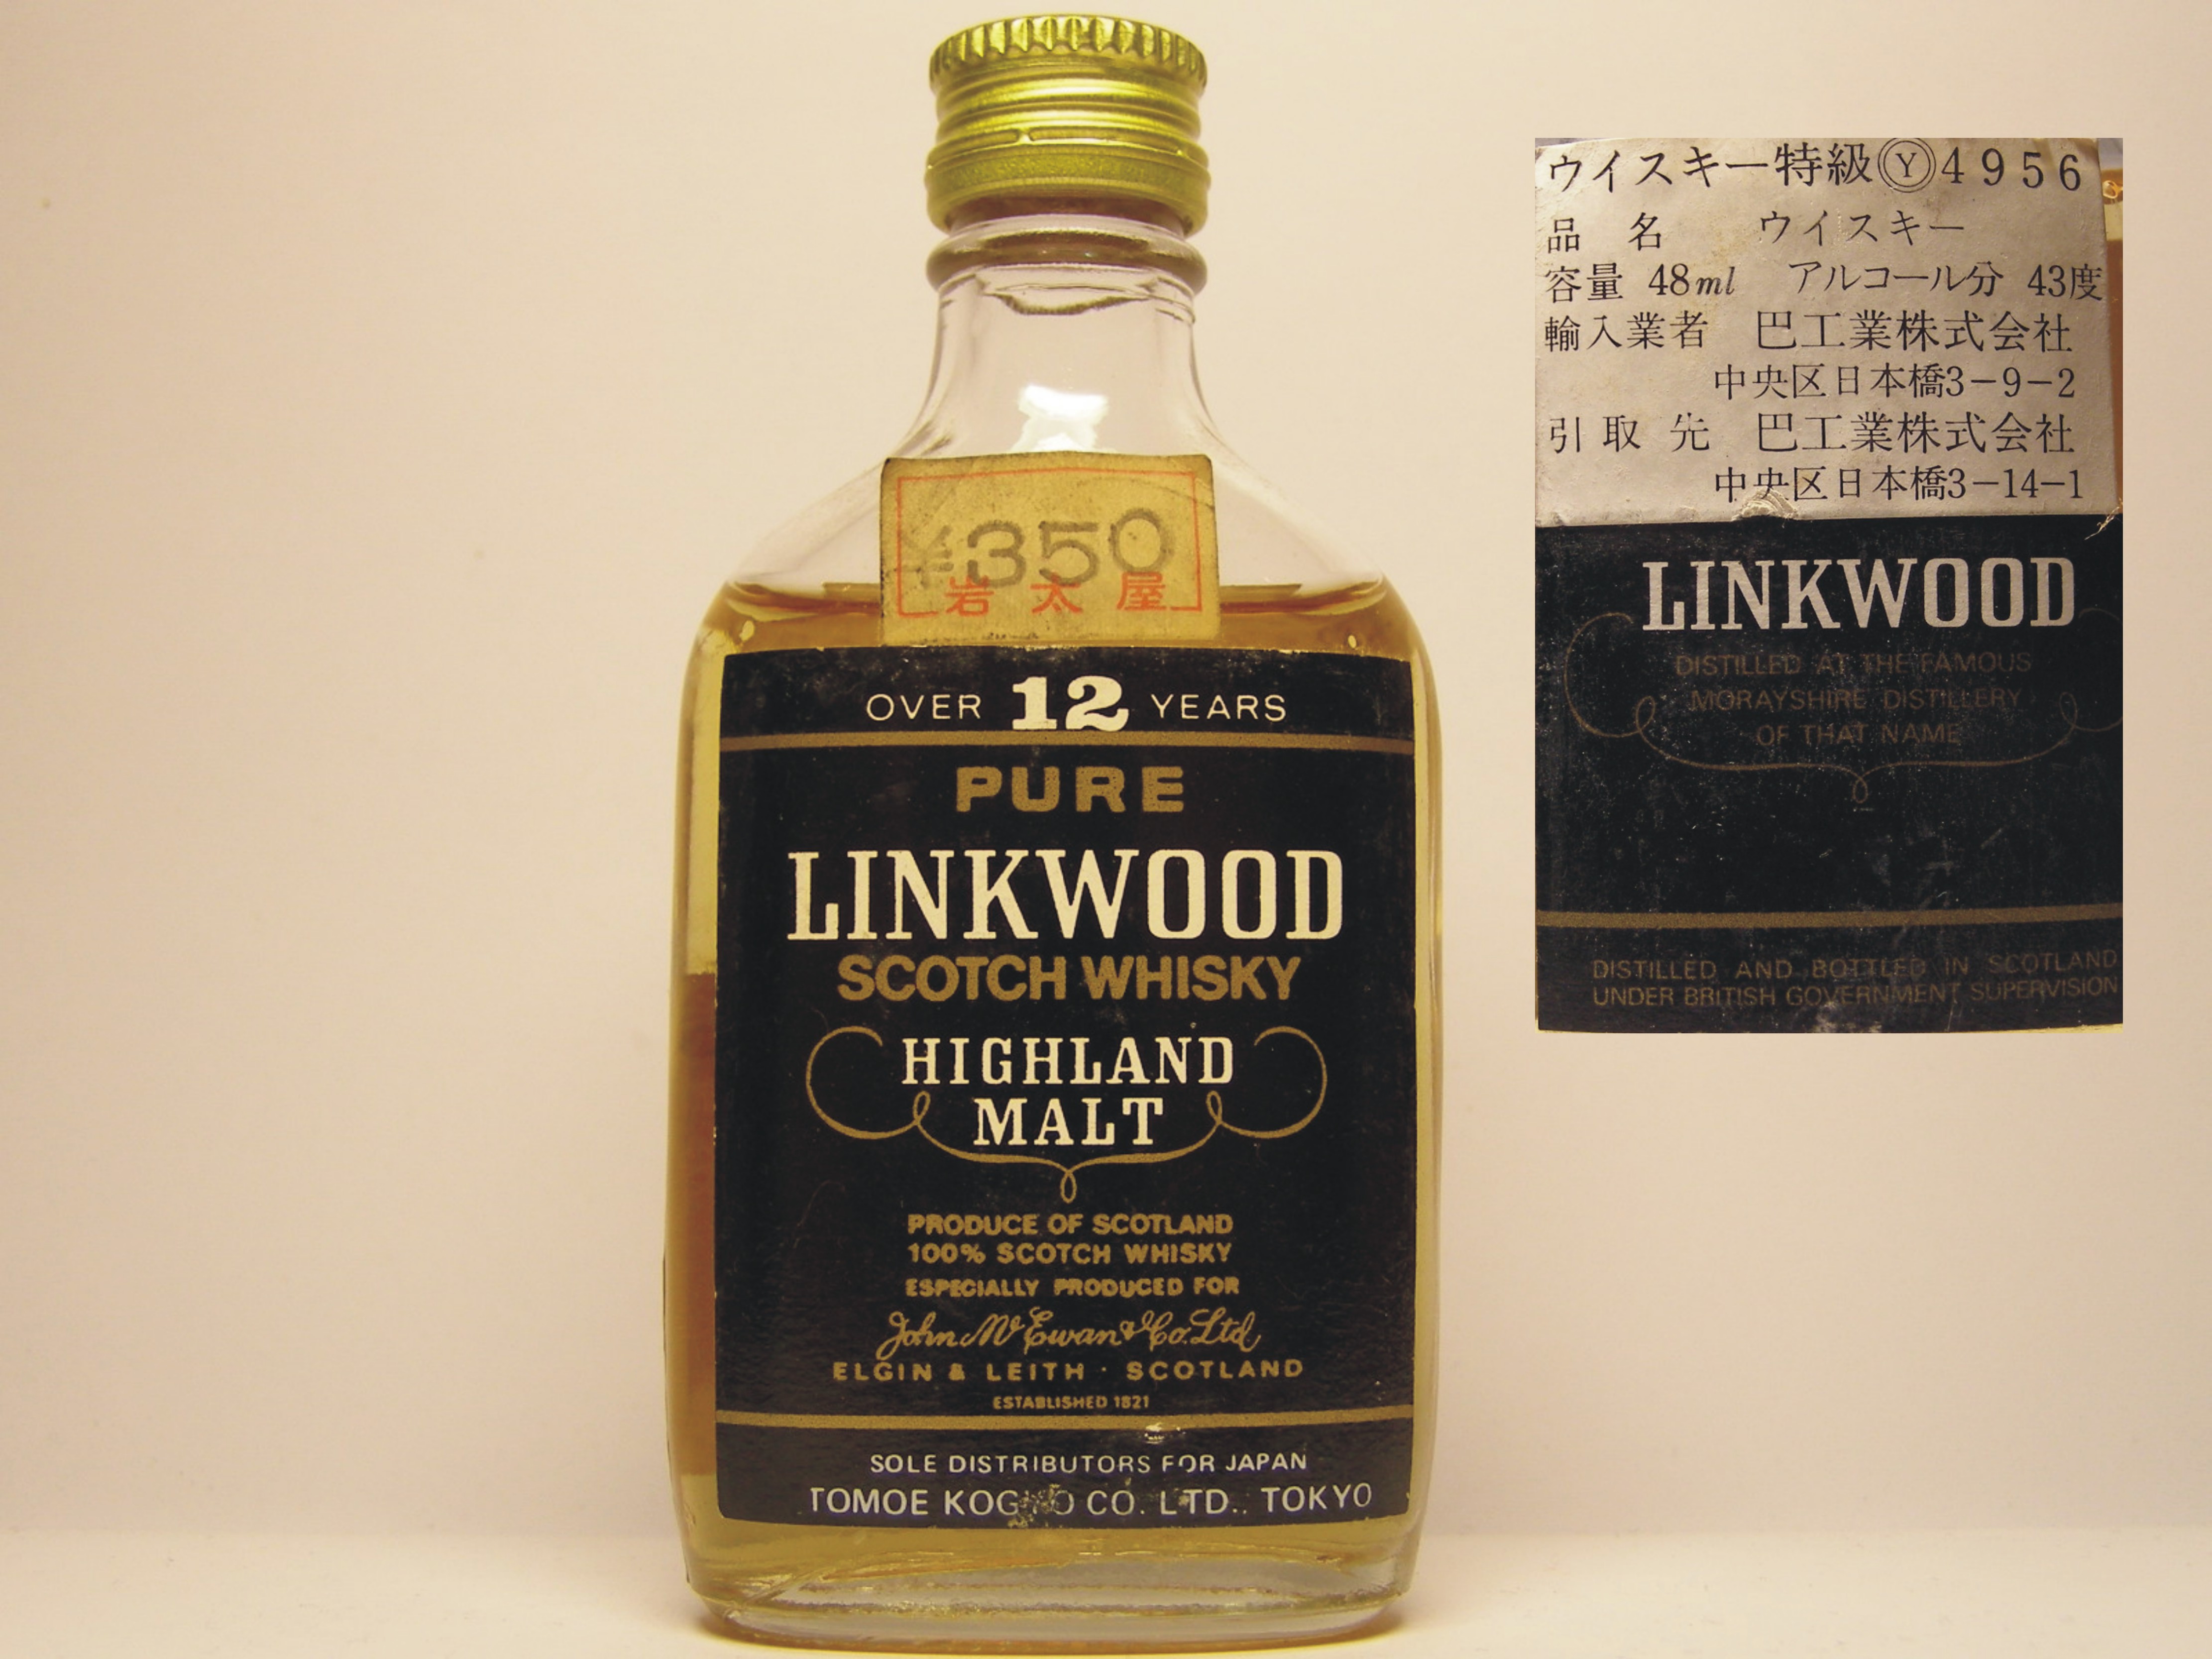 ¥350
岩太屋
OVER 12 YEARS
PURE
LINKWOOD
SCOTCH WHISKY
HIGHLAND
MALT
PRODUCE OF SCOTLAND
100% SCOTCH WHISKY
ESPECIALLY PRODUCED FOR
John McEwan & Co. Ltd.
ELGIN & LEITH · SCOTLAND
ESTABLISHED 1821
SOLE DISTRIBUTORS FOR JAPAN
TOMOE KOGYO CO. LTD., TOKYO
ウイスキー特級Ⓨ4956
品名 ウイスキー
容量 48ml アルコール分 43度
輸入業者 巴工業株式会社
中央区日本橋3-9-2
引取先 巴工業株式会社
中央区日本橋3-14-1
LINKWOOD
DISTILLED AT THE FAMOUS
MORAYSHIRE DISTILLERY
OF THAT NAME
DISTILLED AND BOTTLED IN SCOTLAND
UNDER BRITISH GOVERNMENT SUPERVISION